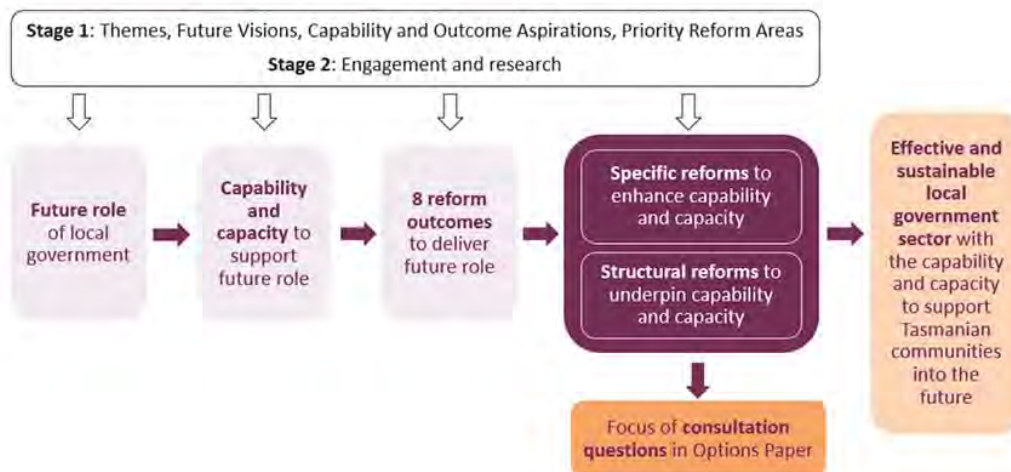 Stage 1: Themes, Future Visions, Capability and Outcome Aspirations, Priority Reform Areas
Stage 2: Engagement and research
Future role
of local
government
Capability
and
capacity to
support
future role
8 reform
outcomes
to deliver
future role
Specific reforms to
enhance capability
and capacity
Structural reforms to
underpin capability
and capacity
Focus of consultation
questions in Options Paper
Effective and
sustainable
local
government
sector with
the capability
and capacity
to support
Tasmanian
communities
into the
future